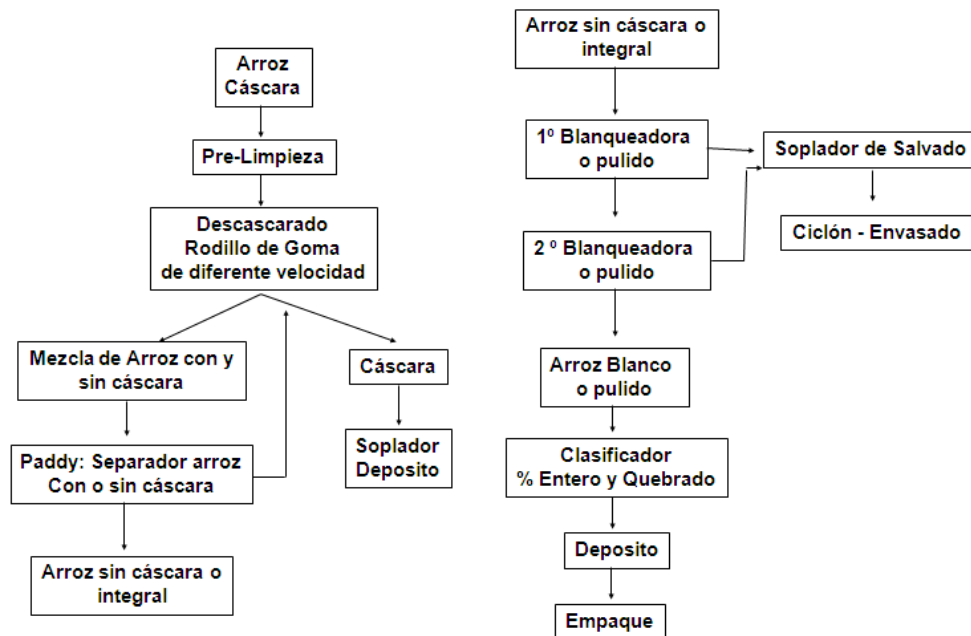 Arroz
Cáscara
Pre-Limpieza
Descascarado
Rodillo de Goma
de diferente velocidad
Mezcla de Arroz con y
sin cáscara
Cáscara
Soplador
Deposito
Paddy: Separador arroz
Con o sin cáscara
Arroz sin cáscara o
integral
Arroz sin cáscara o
integral
1º Blanqueadora
o pulido
Soplador de Salvado
Ciclón - Envasado
2 º Blanqueadora
o pulido
Arroz Blanco
o pulido
Clasificador
% Entero y Quebrado
Deposito
Empaque